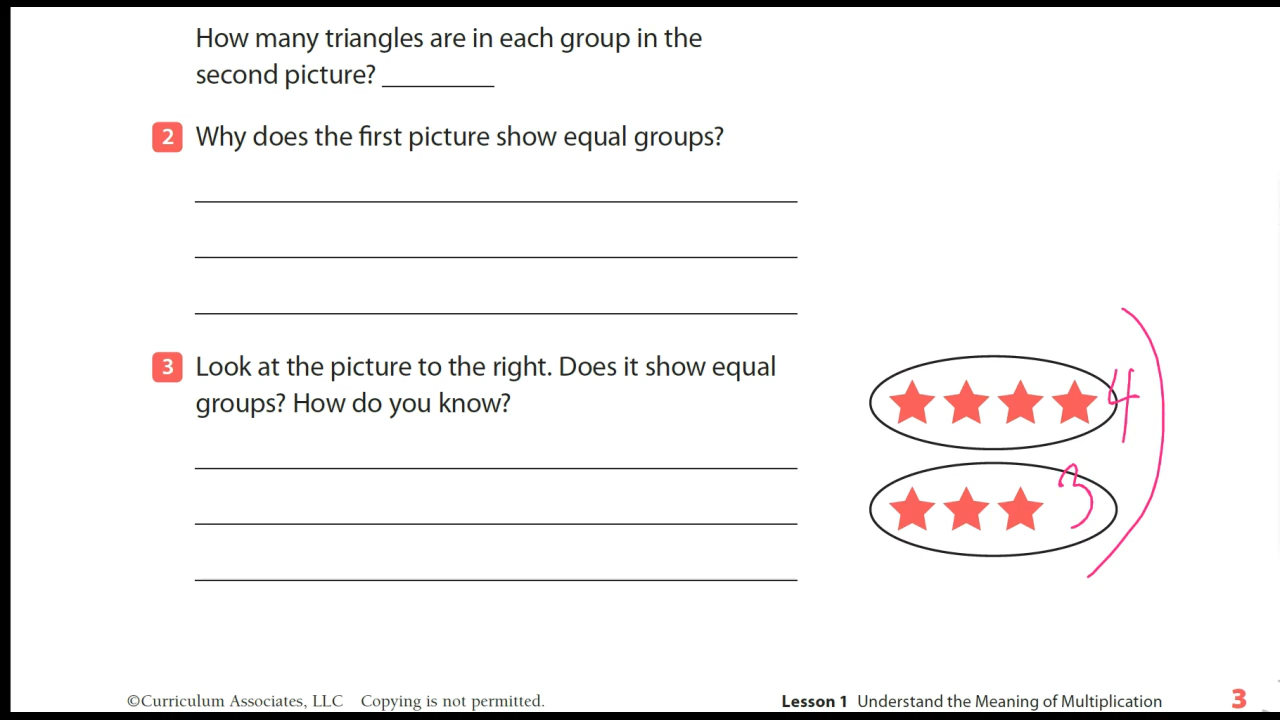 How many triangles are in each group in the
second picture?
2 Why does the first picture show equal groups?
3 Look at the picture to the right. Does it show equal
groups? How do you know?
4
3
©Curriculum Associates, LLC Copying is not permitted.
Lesson 1 Understand the Meaning of Multiplication 3